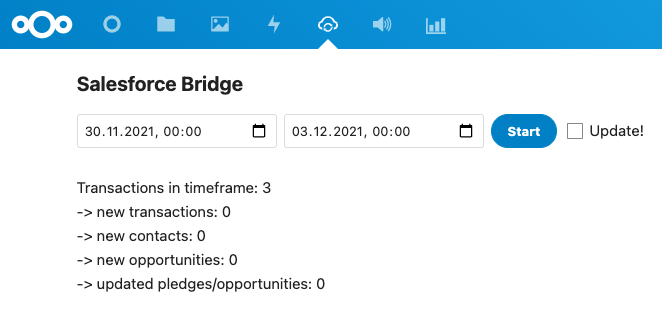 Salesforce Bridge
30.11.2021, 00:00 03.12.2021, 00:00 Start Update!
Transactions in timeframe: 3
-> new transactions: 0
-> new contacts: 0
-> new opportunities: 0
-> updated pledges/opportunities: 0